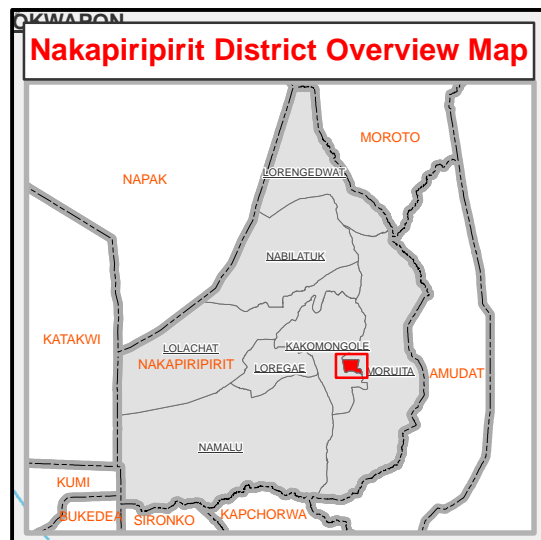 OKWARON
Nakapiripirit District Overview Map
MOROTO
NAPAK
LORENGEDWAT
NABILATUK
KATAKWI
LOLACHAT
KAKOMONGOLE
NAKAPIRIPIRIT
LOREGAE
MORUITA
AMUDAT
NAMALU
KUMI
BUKEDEA
SIRONKO
KAPCHORWA